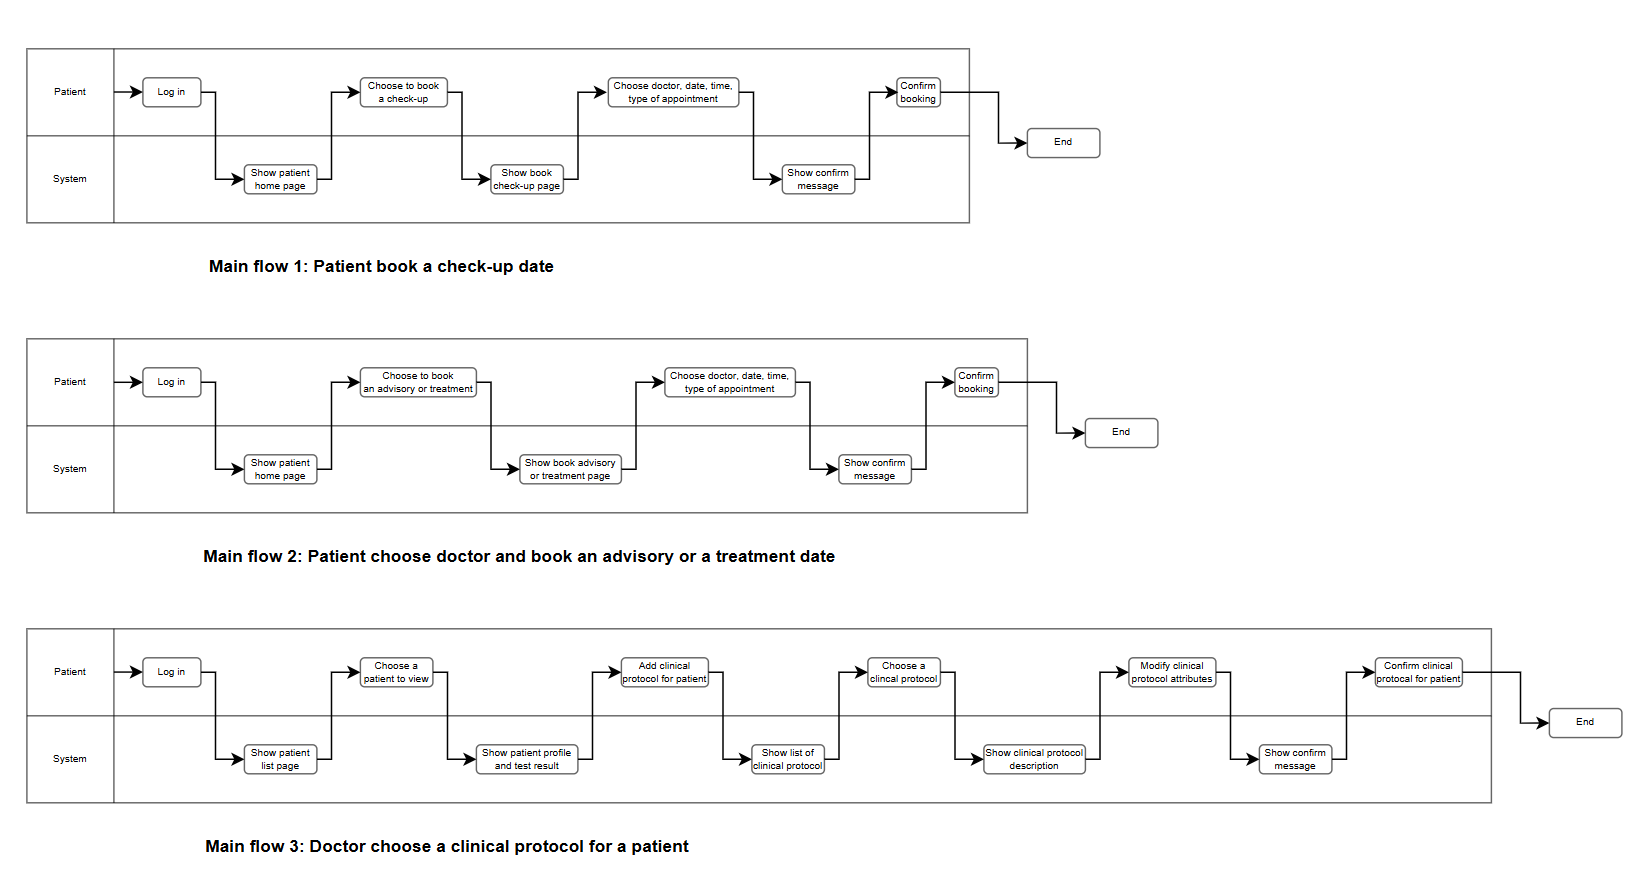 Patient
Log in
Choose to book
a check-up
Choose doctor, date, time,
type of appointment
Confirm
booking
End
System
Show patient
home page
Show book
check-up page
Show confirm
message
Main flow 1: Patient book a check-up date
Patient
Log in
Choose to book
an advisory or treatment
Choose doctor, date, time,
type of appointment
Confirm
booking
End
System
Show patient
home page
Show book advisory
or treatment page
Show confirm
message
Main flow 2: Patient choose doctor and book an advisory or a treatment date
Patient
Log in
Choose a
patient to view
Add clinical
protocol for patient
Choose a
clincal protocol
Modify clinical
protocol attributes
Confirm clinical
protocal for patient
End
System
Show patient
list page
Show patient profile
and test result
Show list of
clinical protocol
Show clinical protocol
description
Show confirm
message
Main flow 3: Doctor choose a clinical protocol for a patient